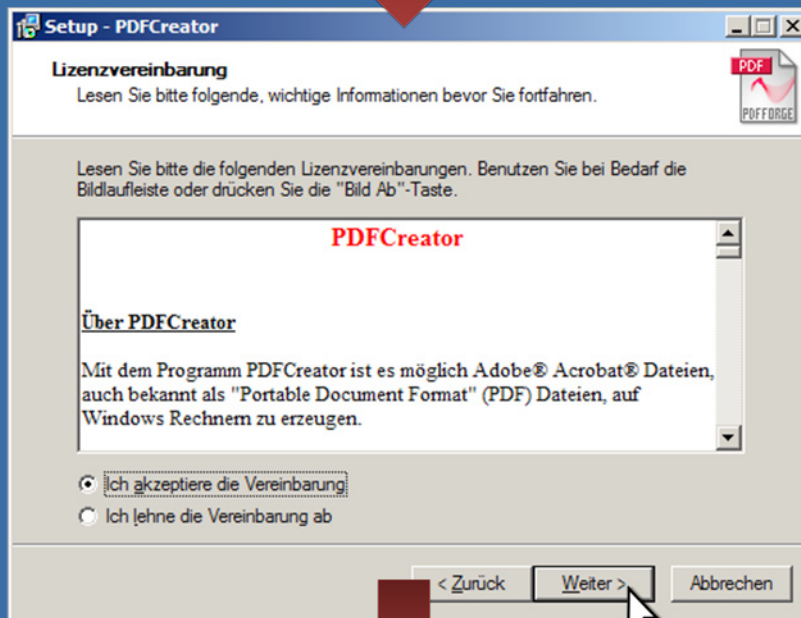 Setup - PDFCreator
Lizenzvereinbarung
Lesen Sie bitte folgende, wichtige Informationen bevor Sie fortfahren.
PDF
PDFFORGE
Lesen Sie bitte die folgenden Lizenzvereinbarungen. Benutzen Sie bei Bedarf die
Bildlaufleiste oder drücken Sie die "Bild Ab"-Taste.
PDFCreator
Über PDFCreator
Mit dem Programm PDFCreator ist es möglich Adobe® Acrobat® Dateien,
auch bekannt als "Portable Document Format" (PDF) Dateien, auf
Windows Rechnern zu erzeugen.
Ich akzeptiere die Vereinbarung
Ich lehne die Vereinbarung ab
< Zurück
Weiter >
Abbrechen